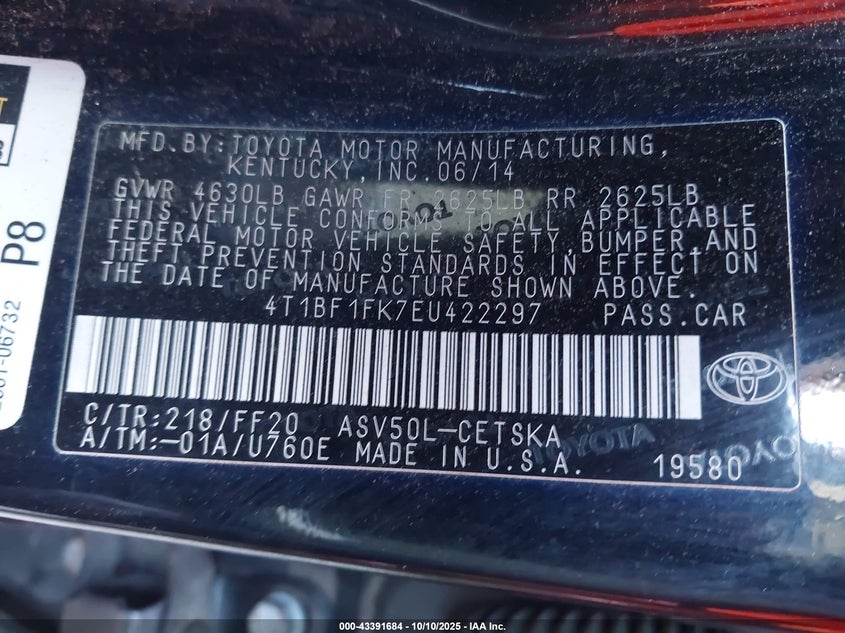 MFD.BY:TOYOTA MOTOR MANUFACTURING,
KENTUCKY,INC.06/14
GVWR 4630LB GAWR FR 2625LB RR 2625LB
THIS VEHICLE CONFORMS TO ALL APPLICABLE
FEDERAL MOTOR VEHICLE SAFETY,BUMPER,AND
THEFT PREVENTION STANDARDS IN EFFECT ON
THE DATE OF MANUFACTURE SHOWN ABOVE.
4T1BF1FK7EU422297 PASS.CAR
C/TR:218/FF20 ASV50L-CETSKA
A/TM:-01A/U760E MADE IN U.S.A. 19580
TOYOTA
TOYOTA
P8
000-43391684 | 10/10/2025 - IAA Inc.